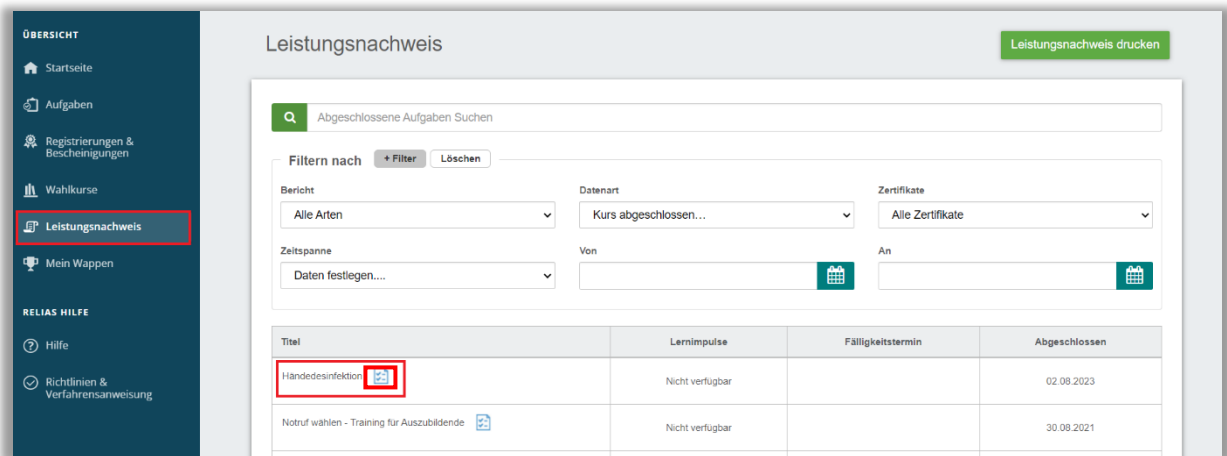 ÜBERSICHT
Startseite
Aufgaben
Registrierungen &
Bescheinigungen
Wahlkurse
Leistungsnachweis
Mein Wappen
RELIAS HILFE
Hilfe
Richtlinien &
Verfahrensanweisung
Leistungsnachweis
Leistungsnachweis drucken
Abgeschlossene Aufgaben Suchen
Filtern nach + Filter Löschen
Bericht Datenart Zertifikate
Alle Arten Kurs abgeschlossen... Alle Zertifikate
Zeitspanne Von An
Daten festlegen....
Titel Lernimpulse Fälligkeitstermin Abgeschlossen
Händedesinfektion Nicht verfügbar 02.08.2023
Notruf wählen - Training für Auszubildende Nicht verfügbar 30.08.2021